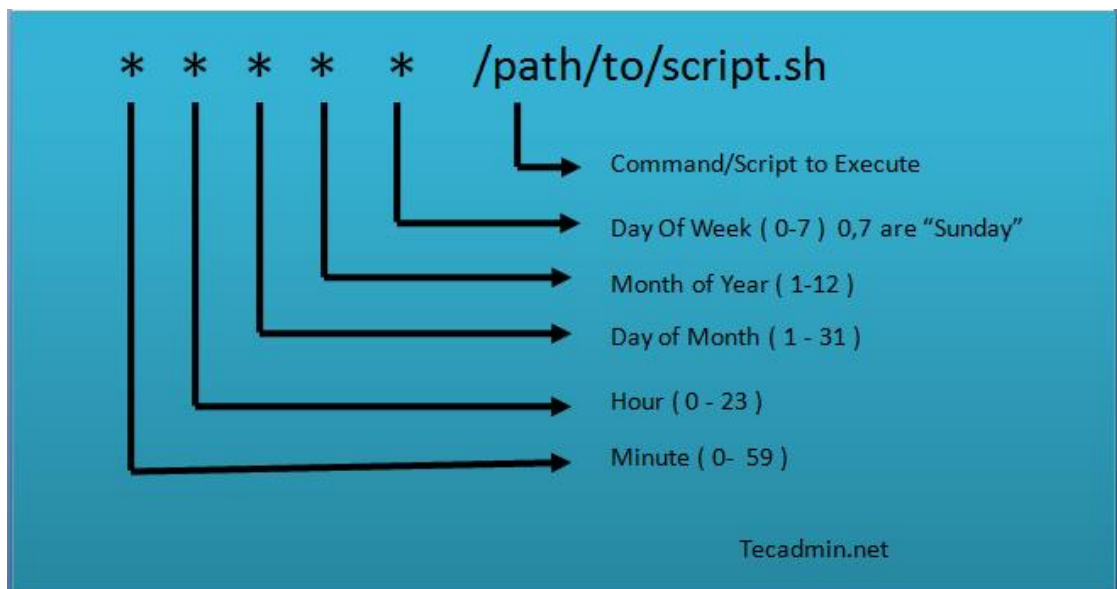 * * * * * /path/to/script.sh
Command/Script to Execute
Day Of Week ( 0-7 ) 0,7 are “Sunday”
Month of Year ( 1-12 )
Day of Month ( 1 - 31 )
Hour ( 0 - 23 )
Minute ( 0- 59 )
Tecadmin.net